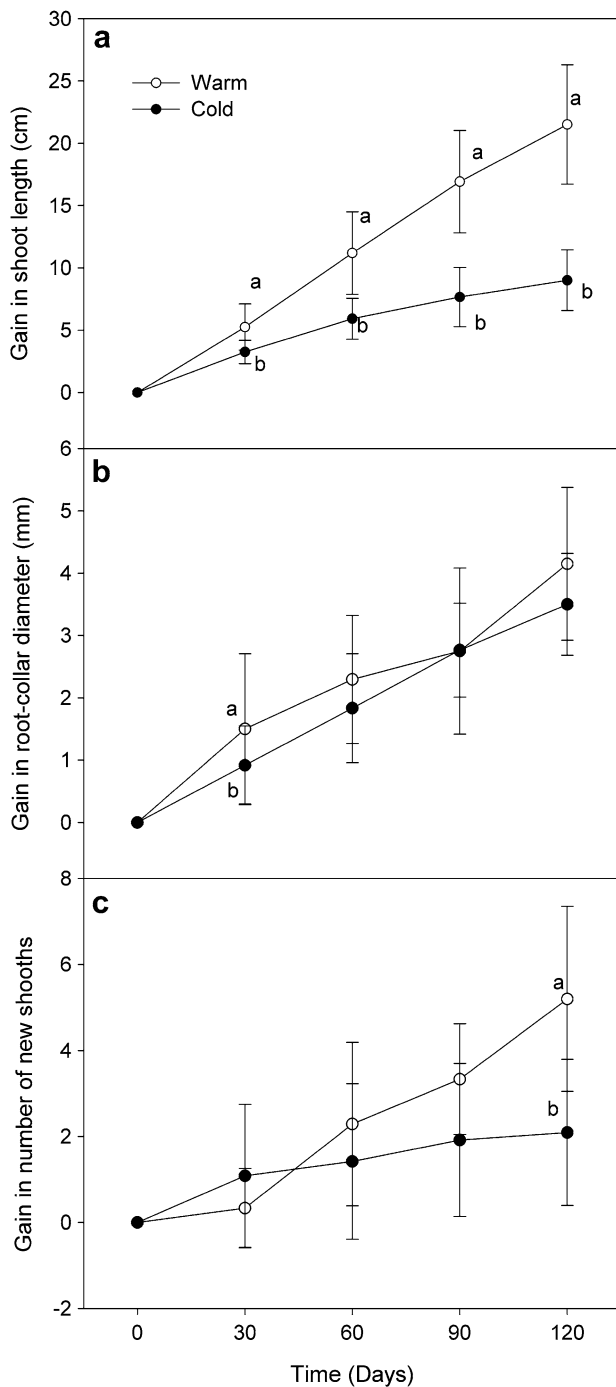 30
a
25
Warm
Cold
a
20
a
15
a
10
a
b
5
b
b
b
0
Gain in shoot length (cm)
6
b
5
4
3
2
a
1
b
0
Gain in root-collar diameter (mm)
8
c
6
a
4
b
2
0
-2
Gain in number of new shooths
0 30 60 90 120
Time (Days)